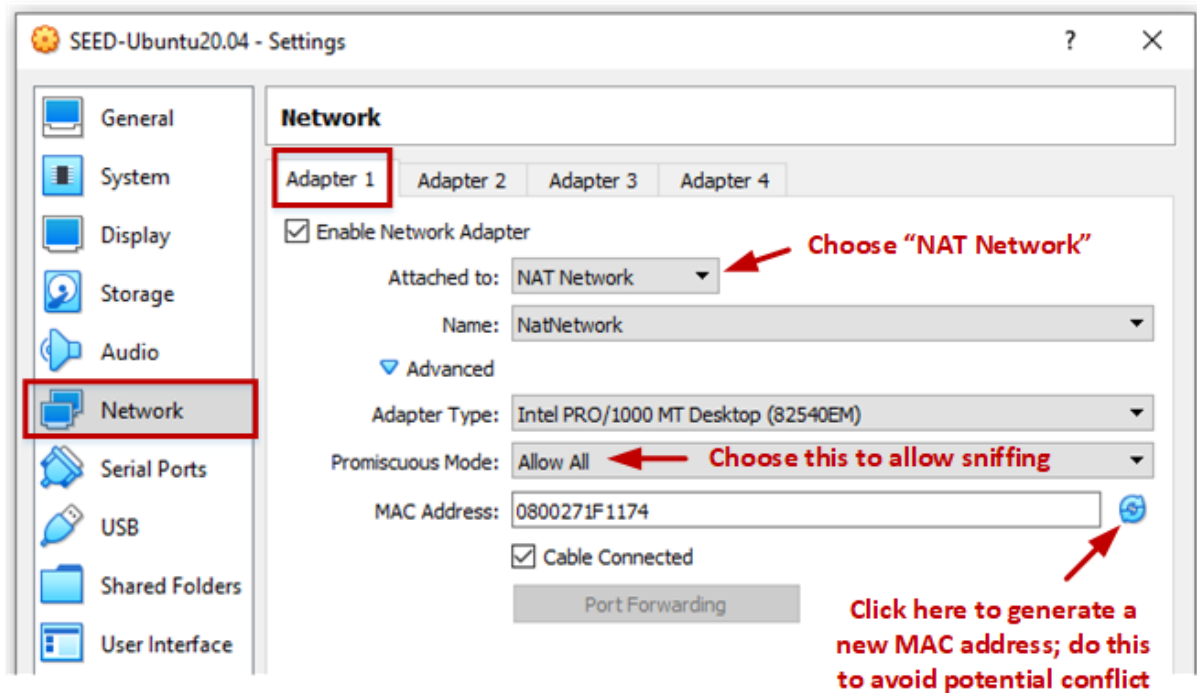 SEED-Ubuntu20.04 - Settings ? ×
General
System
Display
Storage
Audio
Network
Serial Ports
USB
Shared Folders
User Interface
Network
Adapter 1 Adapter 2 Adapter 3 Adapter 4
Enable Network Adapter
Choose “NAT Network”
Attached to: NAT Network
Name: NatNetwork
Advanced
Adapter Type: Intel PRO/1000 MT Desktop (82540EM)
Promiscuous Mode: Allow All
Choose this to allow sniffing
MAC Address: 0800271F1174
Cable Connected
Port Forwarding
Click here to generate a
new MAC address; do this
to avoid potential conflict